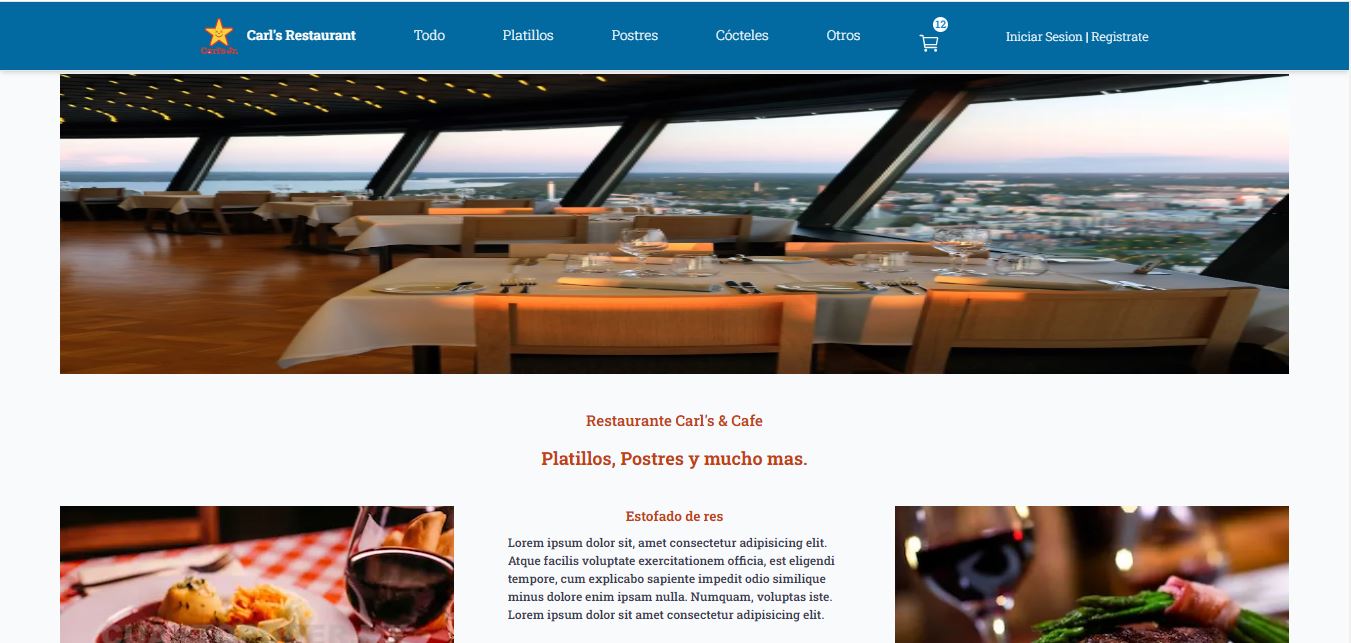 Carl's Jr.
Carl's Restaurant
Todo
Platillos
Postres
Cócteles
Otros
12
Iniciar Sesion | Registrate
Restaurante Carl's & Cafe
Platillos, Postres y mucho mas.
Estofado de res
Lorem ipsum dolor sit, amet consectetur adipisicing elit.
Atque facilis voluptate exercitationem officia, est eligendi
tempore, cum explicabo sapiente impedit odio similique
minus dolore enim ipsam nulla. Numquam, voluptas iste.
Lorem ipsum dolor sit amet consectetur adipisicing elit.